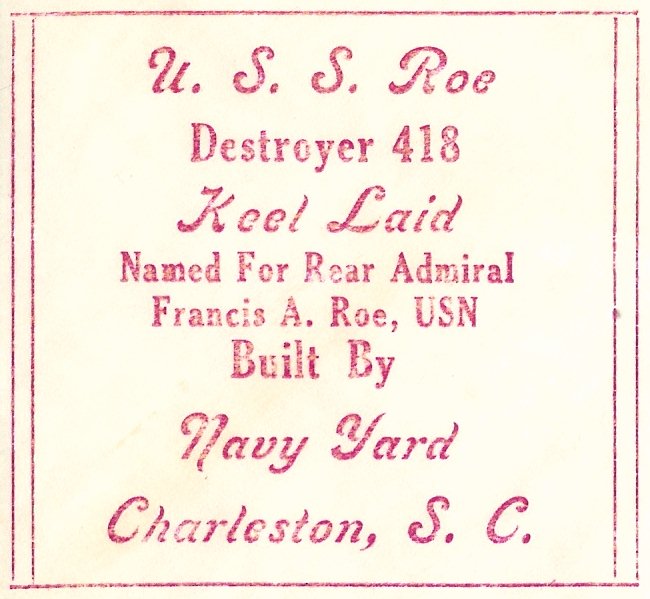 U. S. S. Roe
Destroyer 418
Keel Laid
Named For Rear Admiral
Francis A. Roe, USN
Built By
Navy Yard
Charleston, S. C.